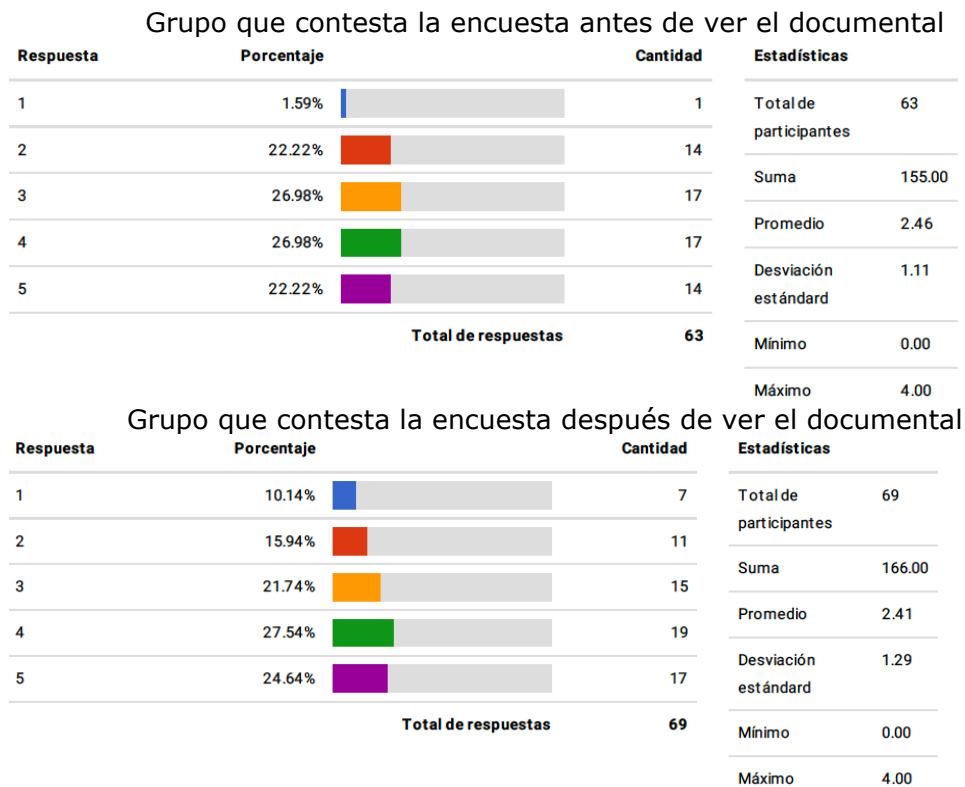 Grupo que contesta la encuesta antes de ver el documental
Respuesta Porcentaje Cantidad Estadísticas
1 1.59% 1
2 22.22% 14
3 26.98% 17
4 26.98% 17
5 22.22% 14
Total de respuestas 63
Total de participantes 63
Suma 155.00
Promedio 2.46
Desviación estándard 1.11
Mínimo 0.00
Máximo 4.00
Grupo que contesta la encuesta después de ver el documental
Respuesta Porcentaje Cantidad Estadísticas
1 10.14% 7
2 15.94% 11
3 21.74% 15
4 27.54% 19
5 24.64% 17
Total de respuestas 69
Total de participantes 69
Suma 166.00
Promedio 2.41
Desviación estándard 1.29
Mínimo 0.00
Máximo 4.00